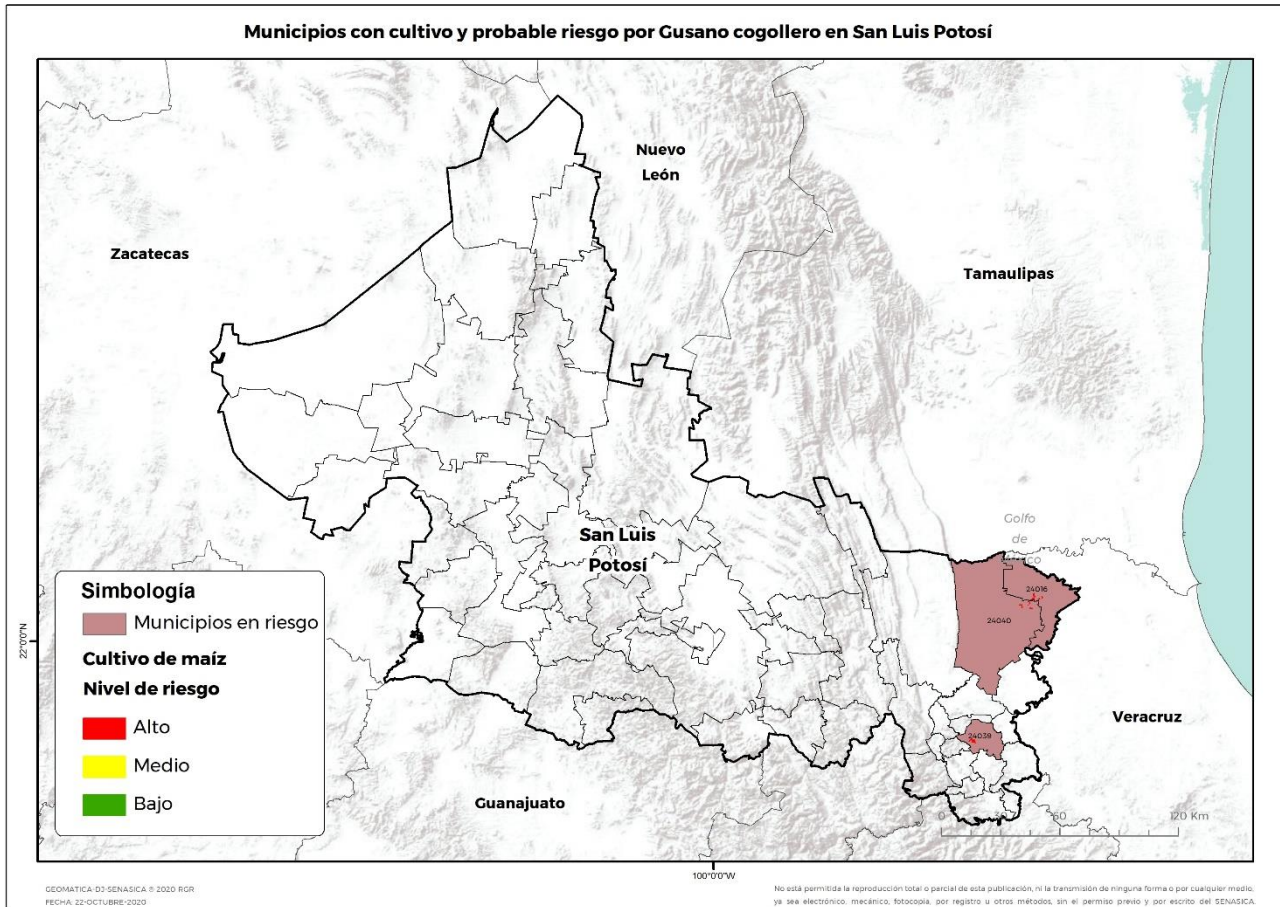 Municipios con cultivo y probable riesgo por Gusano cogollero en San Luis Potosí
Nuevo
León
Zacatecas
Tamaulipas
Golfo
de
San Luis
Potosí
24016
24040
24038
Veracruz
Guanajuato
Simbología
Municipios en riesgo
Cultivo de maíz
Nivel de riesgo
Alto
Medio
Bajo
22°0'0"N
0
60
120 Km
100°0'0"W
GEOMATICA-DJ-SENASICA ® 2020 RGR
FECHA: 22-OCTUBRE-2020
No está permitida la reproducción total o parcial de esta publicación, ni la transmisión de ninguna forma o por cualquier medio,
ya sea electrónico, mecánico, fotocopia, por registro u otros métodos, sin el permiso previo y por escrito del SENASICA.